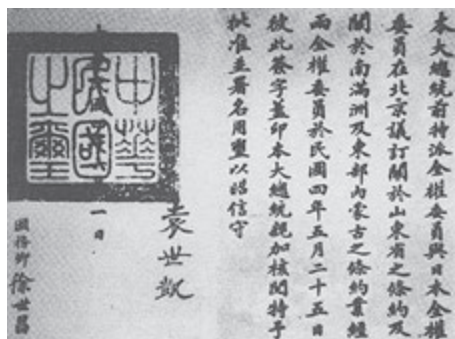 本大總統前特派全權委員與日本全權
委員在北京議訂關於山東省之條約及
關於南滿洲及東部內蒙古之條約業經
兩全權委員於民國四年五月二十五日
彼此簽字蓋印本大總統親加核閱特予
批准並署名用璽以昭信守
袁世凱
中華
民國
之璽
一日
國務卿徐世昌